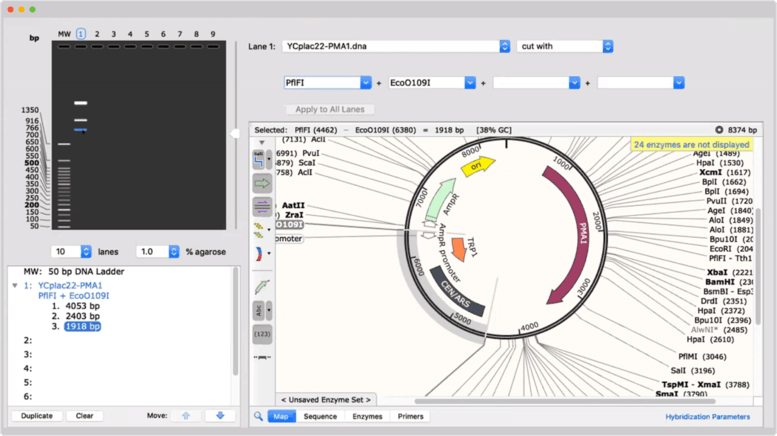 bp
MW 1 2 3 4 5 6 7 8 9
1350
916
766
700
650
600
550
500
450
400
350
300
250
200
150
100
50
10 lanes 1.0 % agarose
MW: 50 bp DNA Ladder
1: YCplac22-PMA1
PflFI + EcoO109I
1. 4053 bp
2. 2403 bp
3. 1918 bp
2:
3:
4:
5:
6:
Duplicate Clear Move:
Lane 1: YCplac22-PMA1.dna cut with
PflFI + EcoO109I + +
Apply to All Lanes
Selected: PflFI (4462) – EcoO109I (6380) = 1918 bp [38% GC] 8374 bp
24 enzymes are not displayed
(7131) AclI
6991) PvuI
5879) ScaI
758) AclI
AatII
ZraI
O109I
romoter
8000
1000
2000
3000
4000
5000
6000
7000
ori
AmpR
AmpR promoter
TRP1
CEN/ARS
PMA1
AgeI (1489)
HpaI (1530)
XcmI (1617)
BplI (1662)
BplI (1694)
PvuII (1720)
AgeI (1840)
AloI (1849)
AloI (1881)
Bpu10I (20
EcoRI (204
PflFI - Tth1
XbaI (2221
BamHI (23
BsmBI - Esp3
DrdI (2351)
HpaI (2372)
Bpu10I (2396)
AlwNI* (2485)
HpaI (2610)
PflMI (3046)
SalI (3196)
TspMI - XmaI (3788)
SmaI (3790)
Abc
(123)
< Unsaved Enzyme Set >
Map Sequence Enzymes Primers Hybridization Parameters